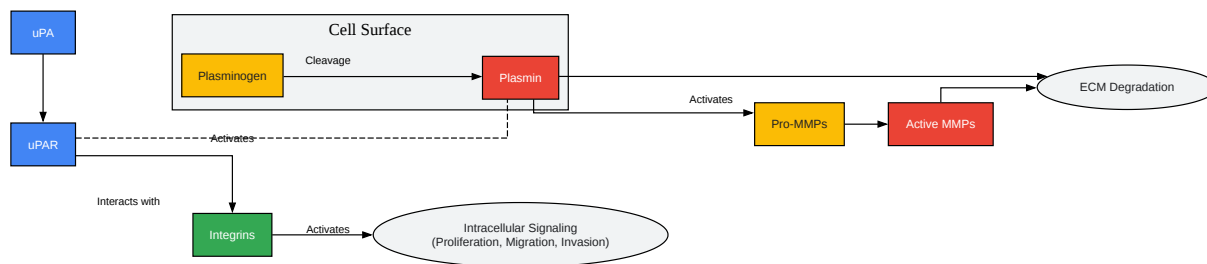 uPA
Cell Surface
Plasminogen
Cleavage
Plasmin
ECM Degradation
Activates
Pro-MMPs
Active MMPs
uPAR
Activates
Interacts with
Integrins
Activates
Intracellular Signaling
(Proliferation, Migration, Invasion)